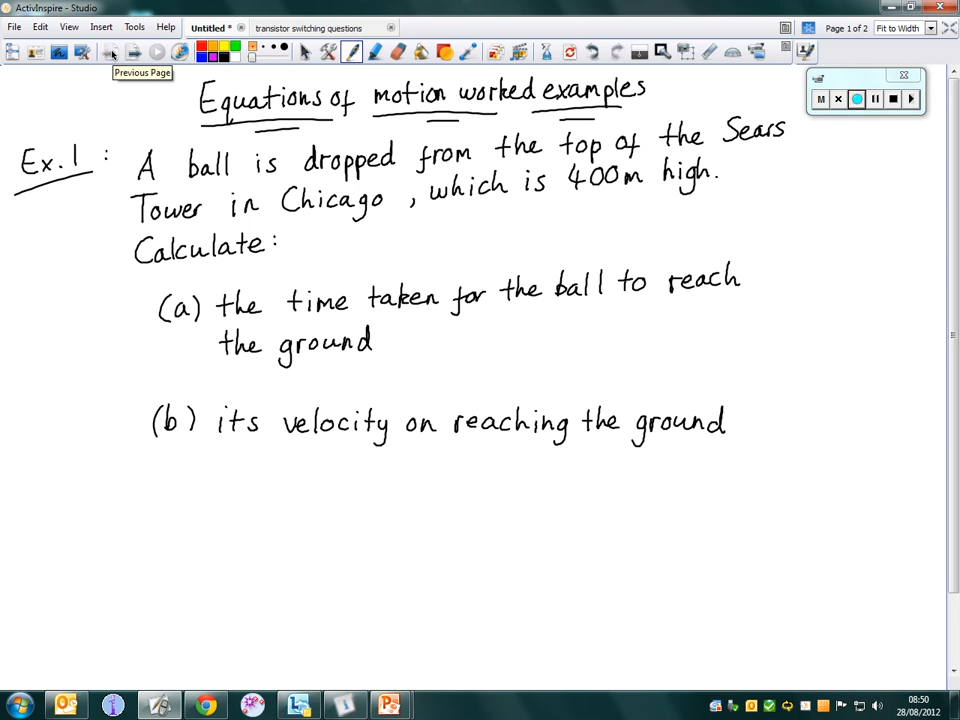 ActivInspire - Studio
File Edit View Insert Tools Help Untitled * transistor switching questions Page 1 of 2 Fit to Width
Previous Page
M
Equations of motion worked examples
Ex.1 : A ball is dropped from the top of the Sears
Tower in Chicago , which is 400m high.
Calculate :
(a) the time taken for the ball to reach
the ground
(b) its velocity on reaching the ground
08:50
28/08/2012